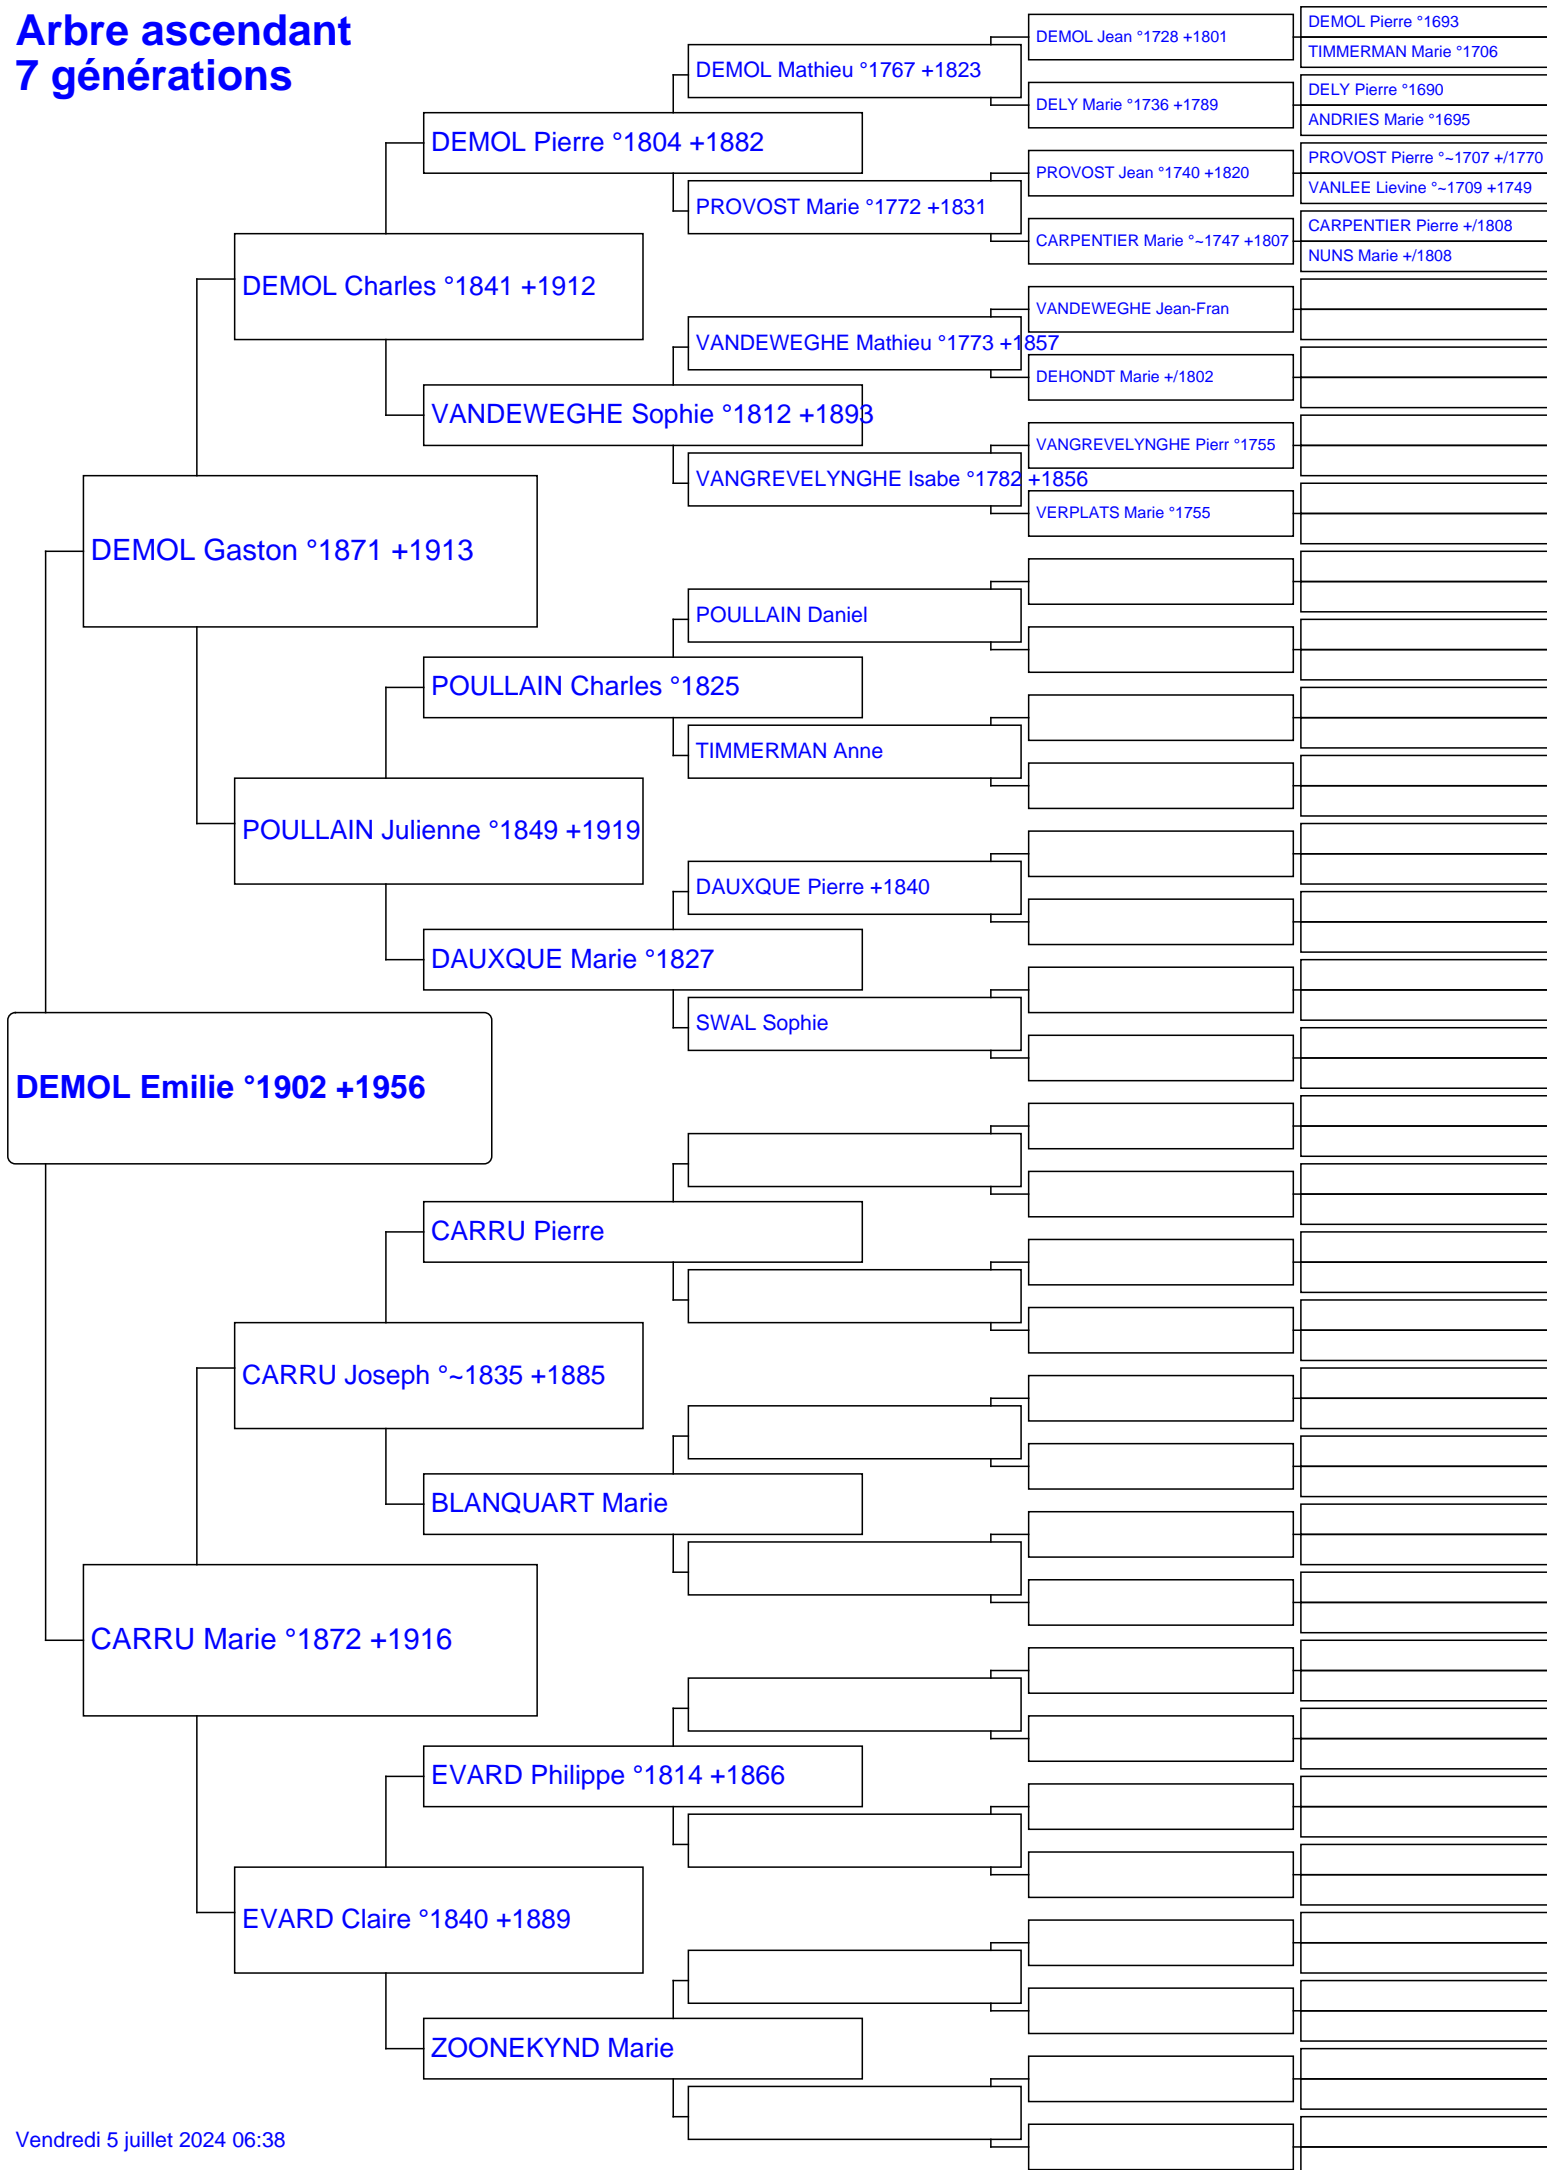 Arbre ascendant
7 générations
DEMOL Emilie °1902 +1956
DEMOL Gaston °1871 +1913
CARRU Marie °1872 +1916
DEMOL Charles °1841 +1912
POULLAIN Julienne °1849 +1919
CARRU Joseph °~1835 +1885
EVARD Claire °1840 +1889
DEMOL Pierre °1804 +1882
VANDEWEGHE Sophie °1812 +1893
POULLAIN Charles °1825
DAUXQUE Marie °1827
CARRU Pierre
BLANQUART Marie
EVARD Philippe °1814 +1866
ZOONEKYND Marie
DEMOL Mathieu °1767 +1823
PROVOST Marie °1772 +1831
VANDEWEGHE Mathieu °1773 +1857
VANGREVELYNGHE Isabe °1782 +1856
POULLAIN Daniel
TIMMERMAN Anne
DAUXQUE Pierre +1840
SWAL Sophie
DEMOL Jean °1728 +1801
DELY Marie °1736 +1789
PROVOST Jean °1740 +1820
CARPENTIER Marie °~1747 +1807
VANDEWEGHE Jean-Fran
DEHONDT Marie +/1802
VANGREVELYNGHE Pierr °1755
VERPLATS Marie °1755
DEMOL Pierre °1693
TIMMERMAN Marie °1706
DELY Pierre °1690
ANDRIES Marie °1695
PROVOST Pierre °~1707 +/1770
VANLEE Lievine °~1709 +1749
CARPENTIER Pierre +/1808
NUNS Marie +/1808
Vendredi 5 juillet 2024 06:38